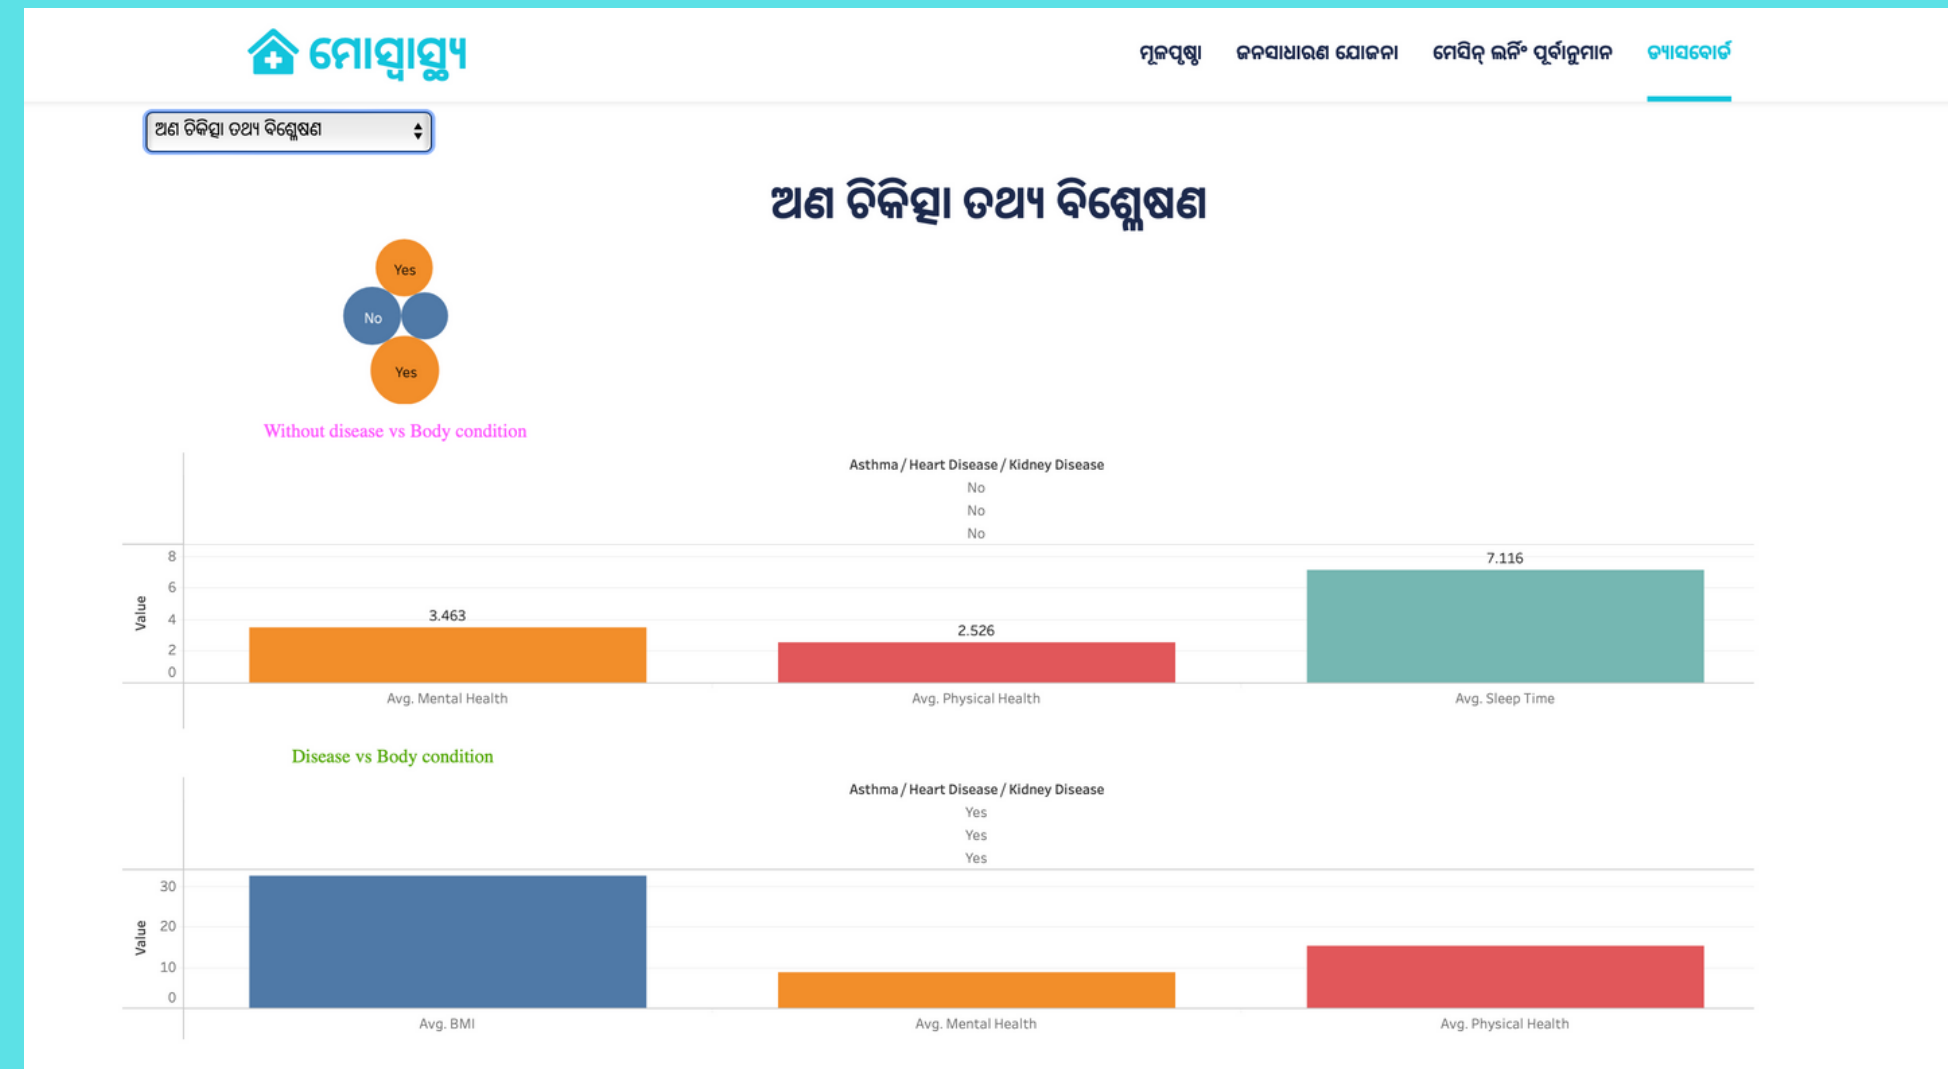 ମୋସ୍ୱାସ୍ଥ୍ୟ
ମୂଳପୃଷ୍ଠା ଜନସାଧାରଣ ଯୋଜନା ମେସିନ୍ ଲର୍ନିଂ ପୂର୍ବାନୁମାନ ଡ୍ୟାସବୋର୍ଡ
ଅଣ ଚିକିତ୍ସା ତଥ୍ୟ ବିଶ୍ଳେଷଣ
ଅଣ ଚିକିତ୍ସା ତଥ୍ୟ ବିଶ୍ଳେଷଣ
Yes
No
Yes
Without disease vs Body condition
Asthma / Heart Disease / Kidney Disease
No
No
No
Value
8
6
4
2
0
3.463
2.526
7.116
Avg. Mental Health
Avg. Physical Health
Avg. Sleep Time
Disease vs Body condition
Asthma / Heart Disease / Kidney Disease
Yes
Yes
Yes
Value
30
20
10
0
Avg. BMI
Avg. Mental Health
Avg. Physical Health